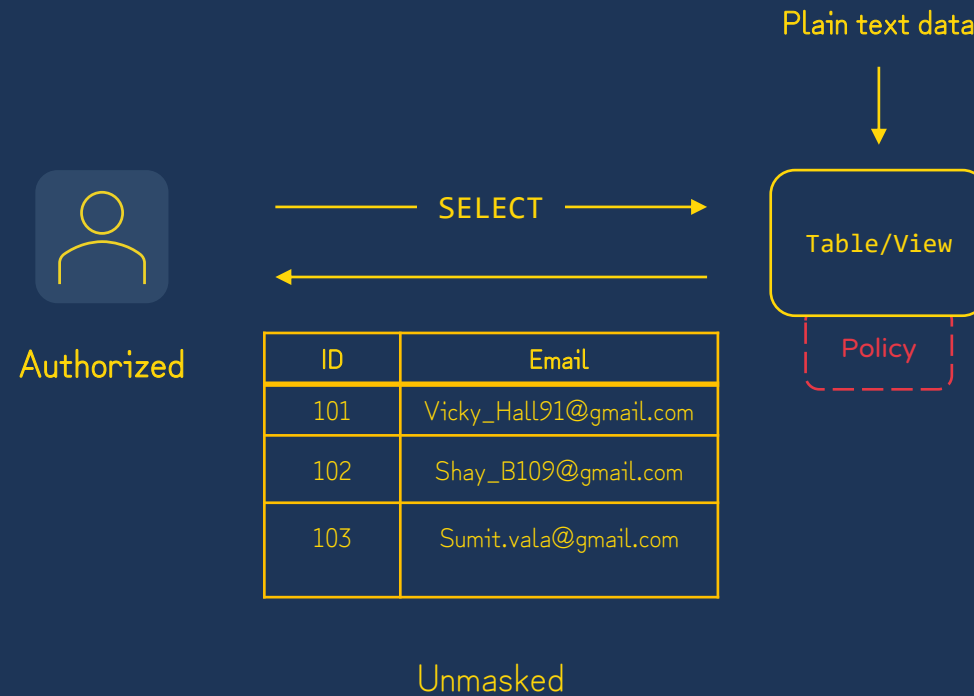 Plain text data
SELECT
Table/View
Authorized
Policy
ID Email
101 Vicky_Hall91@gmail.com
102 Shay_B109@gmail.com
103 Sumit.vala@gmail.com
Unmasked